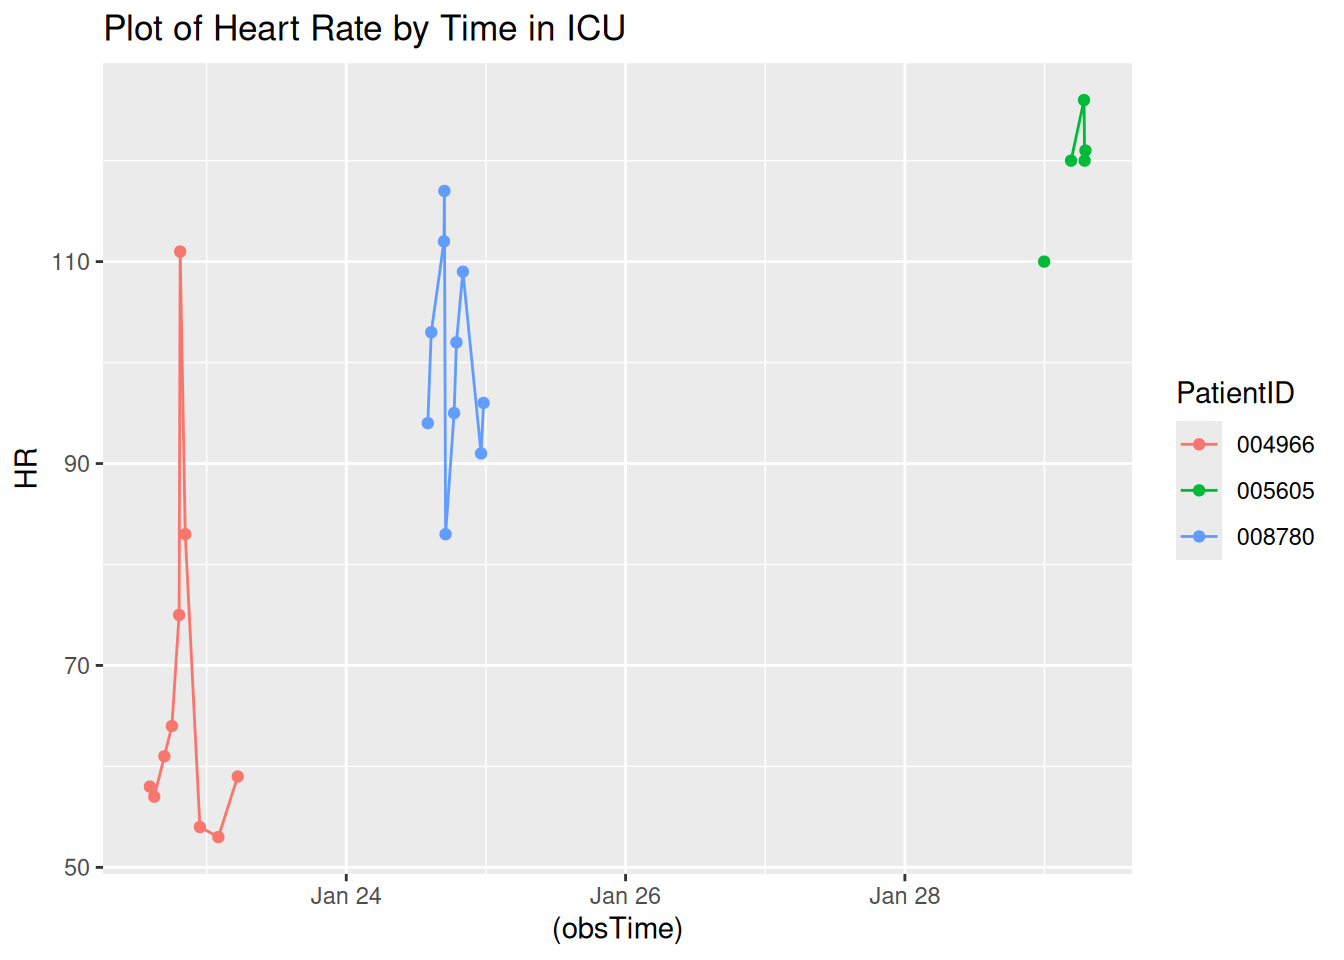 Plot of Heart Rate by Time in ICU
HR
110
90
70
50
Jan 24
Jan 26
Jan 28
(obsTime)
PatientID
004966
005605
008780